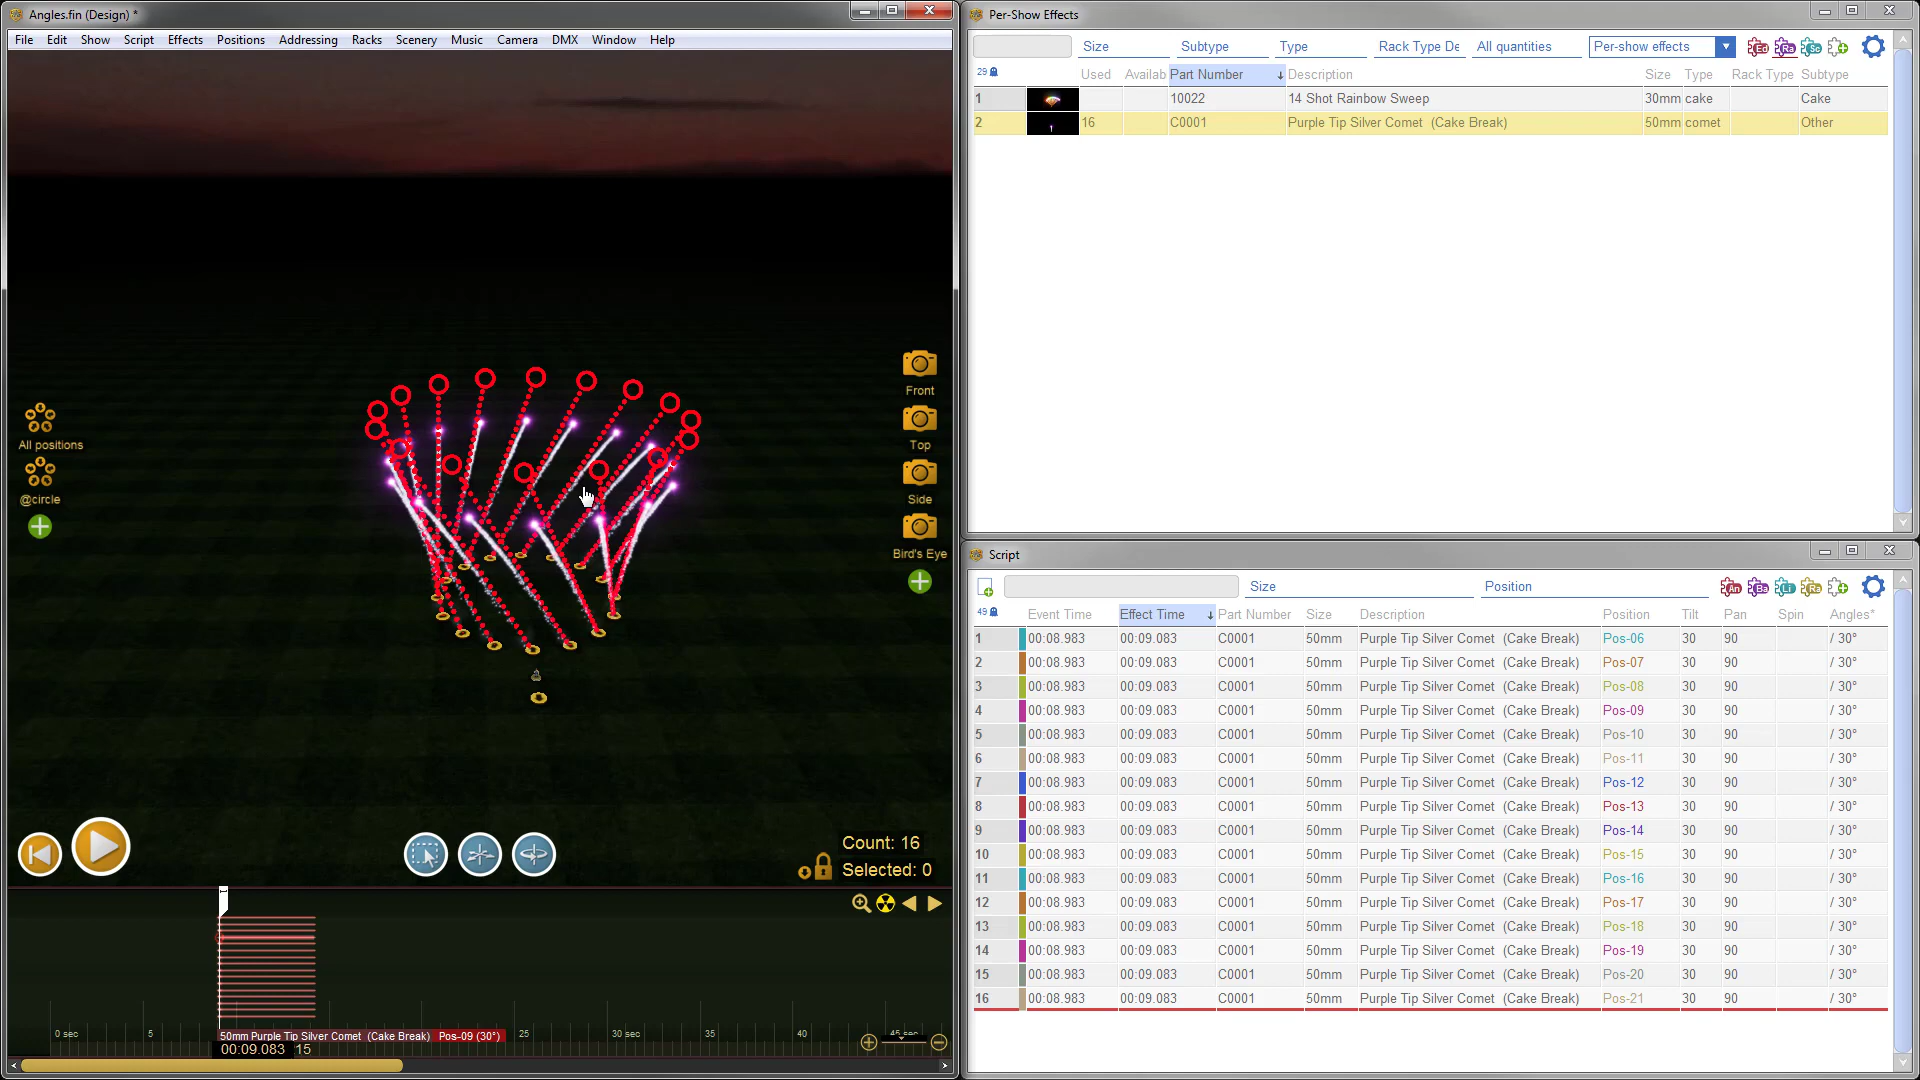 Angles.fin (Design) *
File Edit Show Script Effects Positions Addressing Racks Scenery Music Camera DMX Window Help
All positions
@circle
Front
Top
Side
Bird's Eye
Count: 16
Selected: 0
0 sec 5 25 30 sec 35 40 45 sec
50mm Purple Tip Silver Comet (Cake Break) Pos-09 (30°)
00:09.083 15
Per-Show Effects
Size Subtype Type Rack Type De All quantities Per-show effects
29 Used Availab Part Number Description Size Type Rack Type Subtype
1 10022 14 Shot Rainbow Sweep 30mm cake Cake
2 16 C0001 Purple Tip Silver Comet (Cake Break) 50mm comet Other
Script
Size Position
49 Event Time Effect Time Part Number Size Description Position Tilt Pan Spin Angles*
1 00:08.983 00:09.083 C0001 50mm Purple Tip Silver Comet (Cake Break) Pos-06 30 90 / 30°
2 00:08.983 00:09.083 C0001 50mm Purple Tip Silver Comet (Cake Break) Pos-07 30 90 / 30°
3 00:08.983 00:09.083 C0001 50mm Purple Tip Silver Comet (Cake Break) Pos-08 30 90 / 30°
4 00:08.983 00:09.083 C0001 50mm Purple Tip Silver Comet (Cake Break) Pos-09 30 90 / 30°
5 00:08.983 00:09.083 C0001 50mm Purple Tip Silver Comet (Cake Break) Pos-10 30 90 / 30°
6 00:08.983 00:09.083 C0001 50mm Purple Tip Silver Comet (Cake Break) Pos-11 30 90 / 30°
7 00:08.983 00:09.083 C0001 50mm Purple Tip Silver Comet (Cake Break) Pos-12 30 90 / 30°
8 00:08.983 00:09.083 C0001 50mm Purple Tip Silver Comet (Cake Break) Pos-13 30 90 / 30°
9 00:08.983 00:09.083 C0001 50mm Purple Tip Silver Comet (Cake Break) Pos-14 30 90 / 30°
10 00:08.983 00:09.083 C0001 50mm Purple Tip Silver Comet (Cake Break) Pos-15 30 90 / 30°
11 00:08.983 00:09.083 C0001 50mm Purple Tip Silver Comet (Cake Break) Pos-16 30 90 / 30°
12 00:08.983 00:09.083 C0001 50mm Purple Tip Silver Comet (Cake Break) Pos-17 30 90 / 30°
13 00:08.983 00:09.083 C0001 50mm Purple Tip Silver Comet (Cake Break) Pos-18 30 90 / 30°
14 00:08.983 00:09.083 C0001 50mm Purple Tip Silver Comet (Cake Break) Pos-19 30 90 / 30°
15 00:08.983 00:09.083 C0001 50mm Purple Tip Silver Comet (Cake Break) Pos-20 30 90 / 30°
16 00:08.983 00:09.083 C0001 50mm Purple Tip Silver Comet (Cake Break) Pos-21 30 90 / 30°